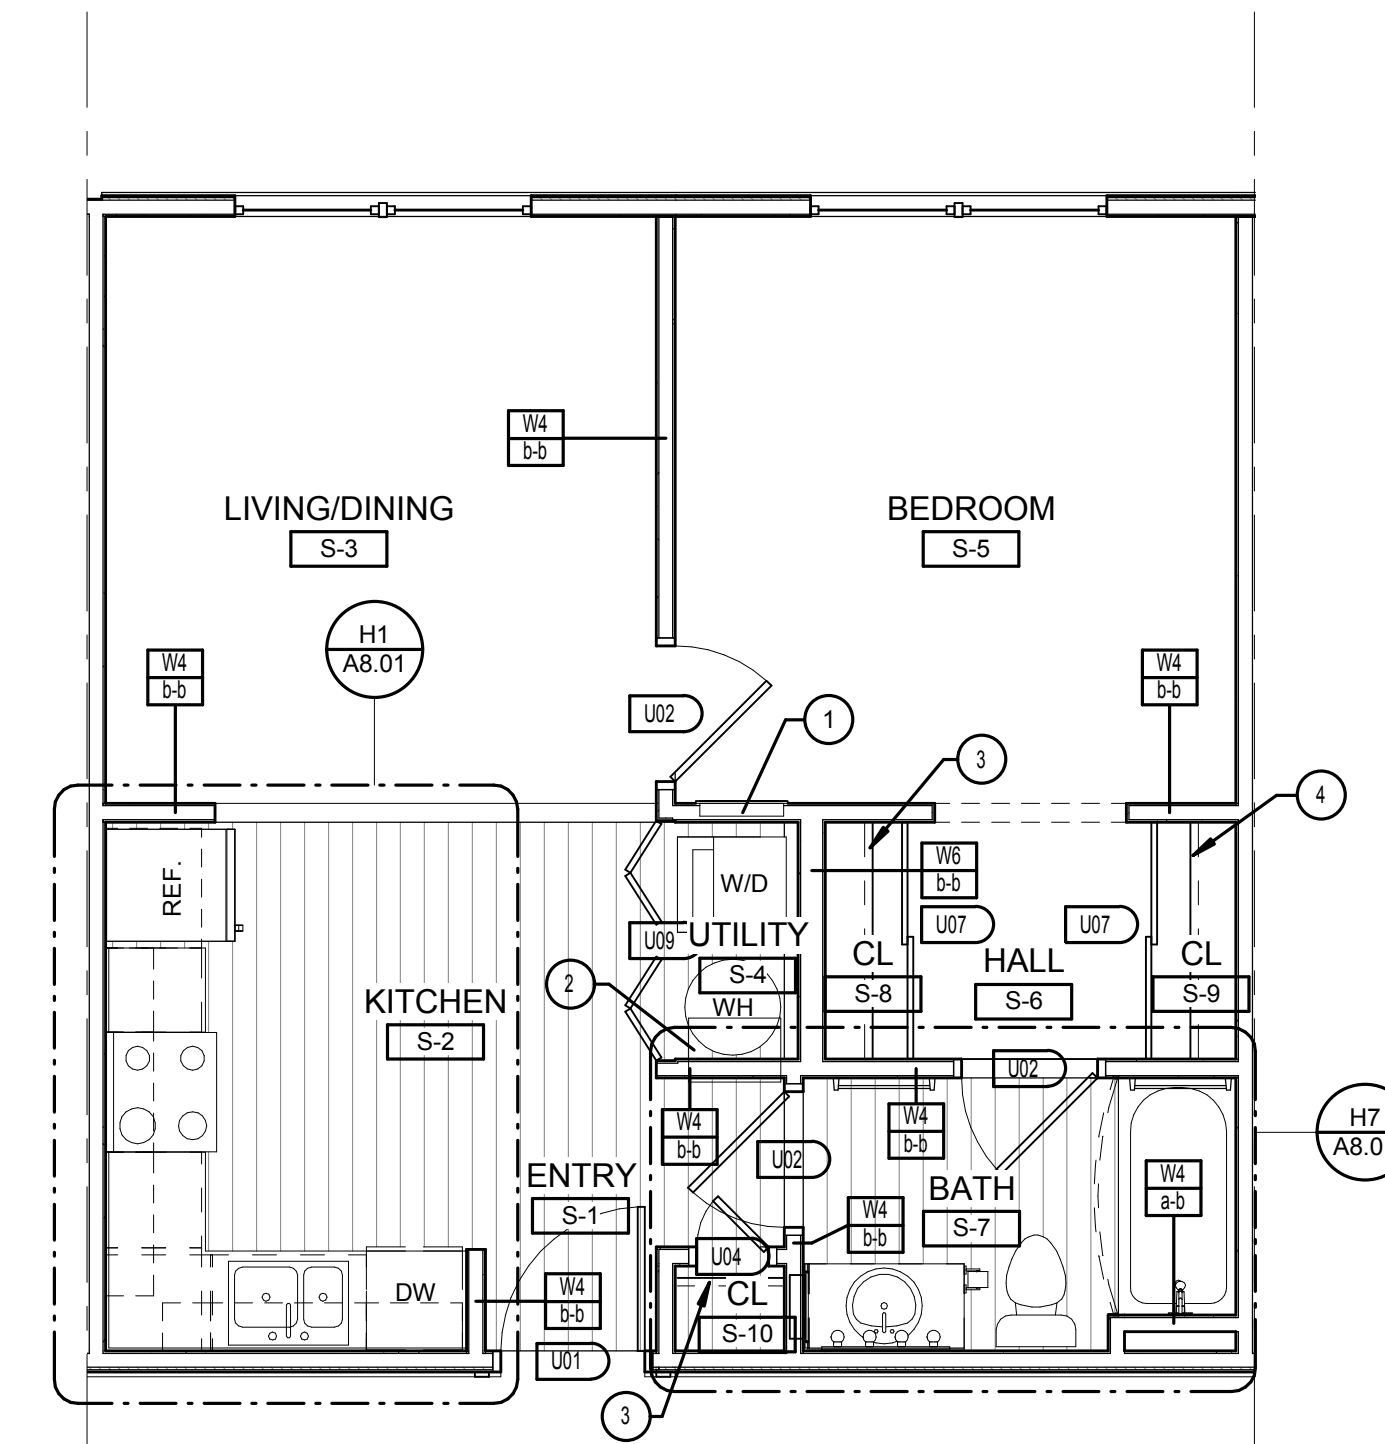 W4
b-b
LIVING/DINING
S-3
BEDROOM
S-5
H1
A8.01
W4
b-b
W4
b-b
U02
1
3
4
REF.
W/D
W6
b-b
U07
U07
U09
UTILITY
S-4
CL
S-8
HALL
S-6
CL
S-9
2
WH
KITCHEN
S-2
U02
W4
b-b
W4
b-b
H7
A8.0
U02
ENTRY
S-1
BATH
S-7
W4
a-b
W4
b-b
U04
DW
W4
b-b
CL
S-10
U01
3